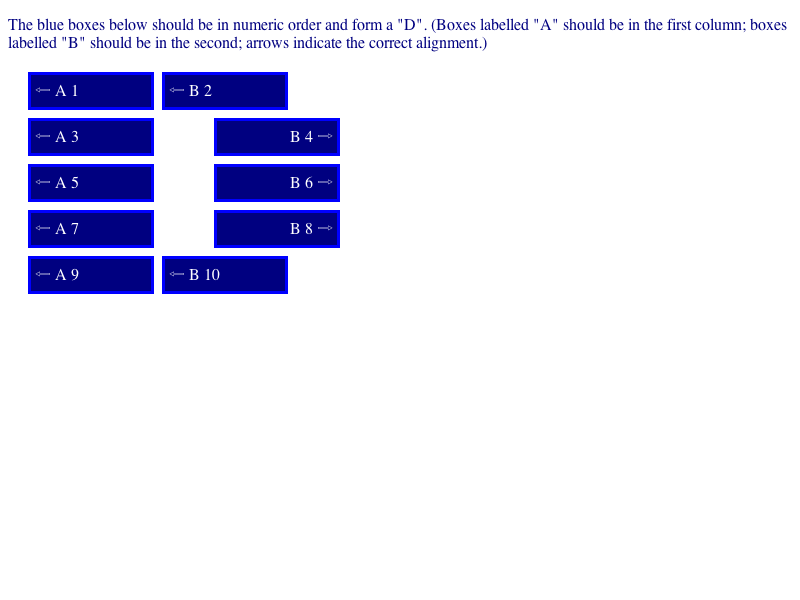 The blue boxes below should be in numeric order and form a "D". (Boxes labelled "A" should be in the first column; boxes
labelled "B" should be in the second; arrows indicate the correct alignment.)
⇽ A 1 ⇽ B 2
⇽ A 3 B 4 ⇾
⇽ A 5 B 6 ⇾
⇽ A 7 B 8 ⇾
⇽ A 9 ⇽ B 10